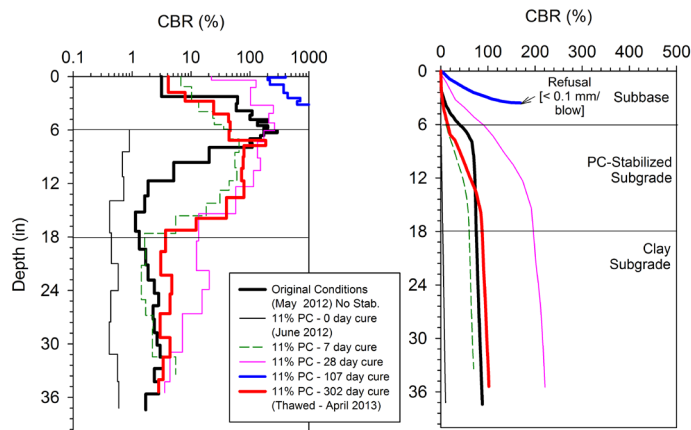 CBR (%)
0.1 1 10 100 1000
0
6
12
18
24
30
36
Depth (in)
Original Conditions
(May 2012) No Stab.
11% PC - 0 day cure
(June 2012)
11% PC - 7 day cure
11% PC - 28 day cure
11% PC - 107 day cure
11% PC - 302 day cure
(Thawed - April 2013)
CBR (%)
0 100 200 300 400 500
0
6
12
18
24
30
36
Refusal
[< 0.1 mm/
blow]
Subbase
PC-Stabilized
Subgrade
Clay
Subgrade